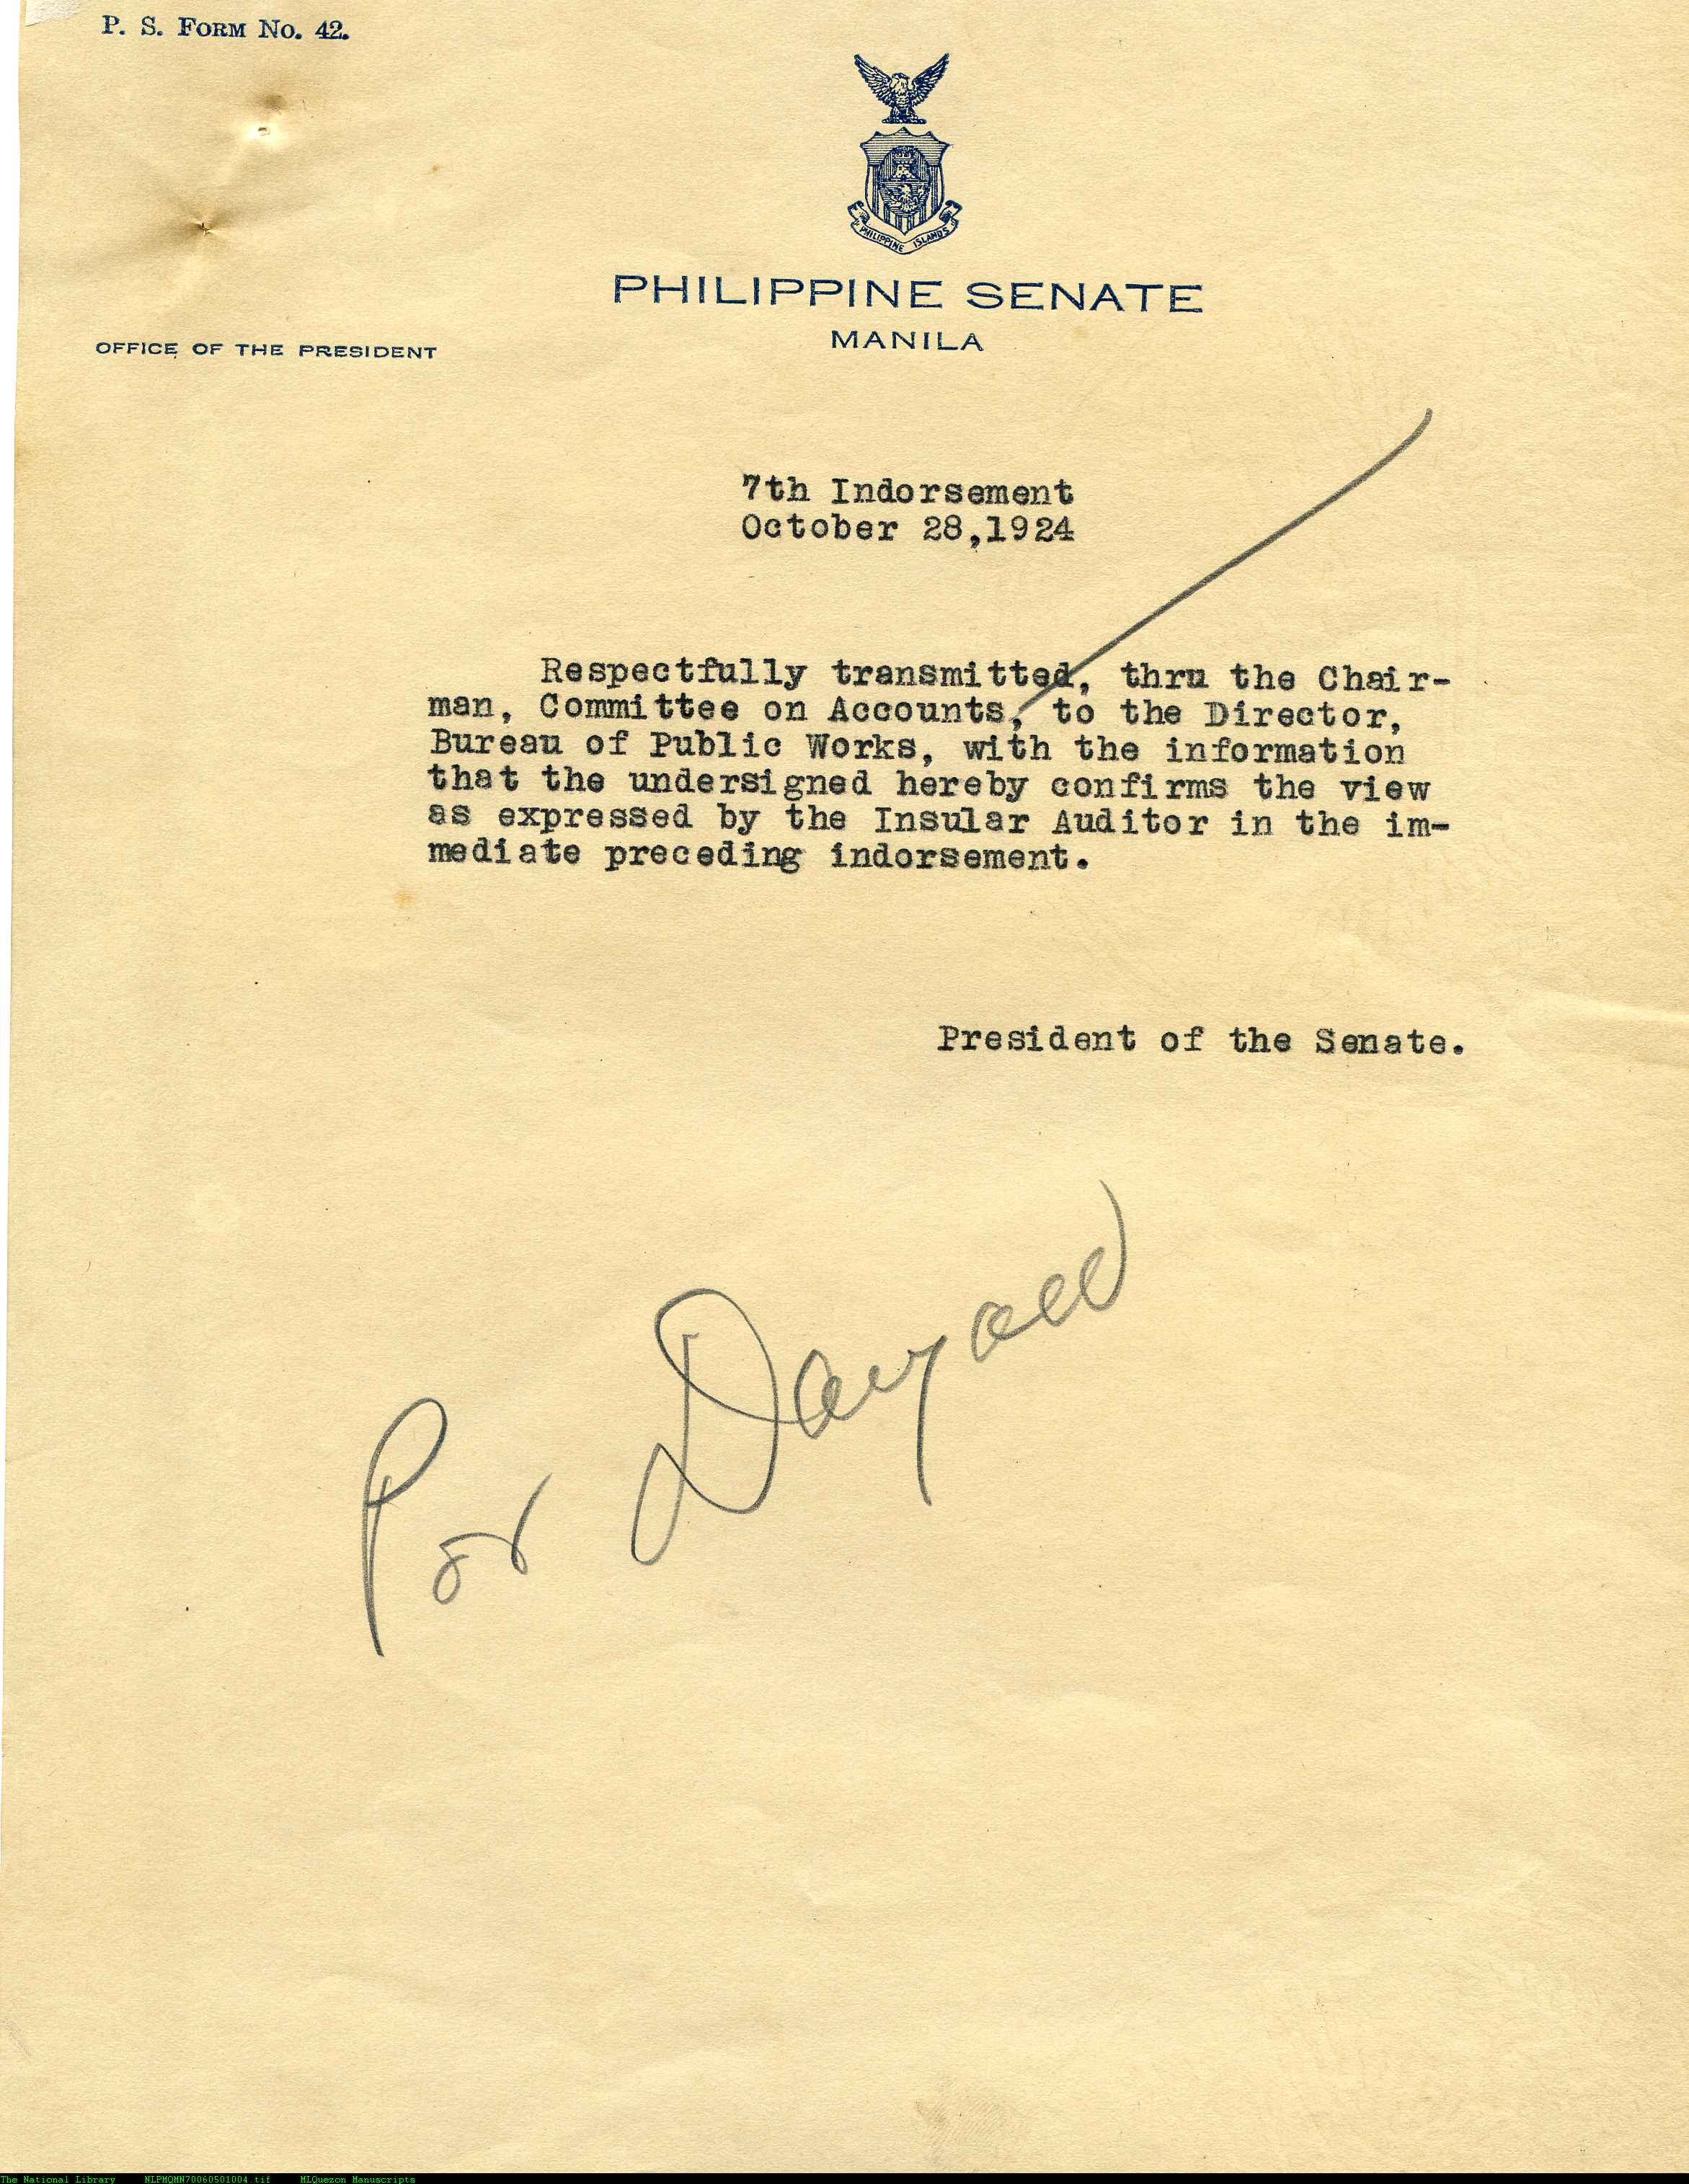 P. S. FORM NO. 42.
PHILIPPINE ISLANDS
PHILIPPINE SENATE
MANILA
OFFICE OF THE PRESIDENT
7th Indorsement
October 28,1924
Respectfully transmitted, thru the Chair-
man, Committee on Accounts, to the Director,
Bureau of Public Works, with the information
that the undersigned hereby confirms the view
as expressed by the Insular Auditor in the im-
mediate preceding indorsement.
President of the Senate.
Por
The National Library NLPMQMN70060501004.tif MLQuezon Manuscripts